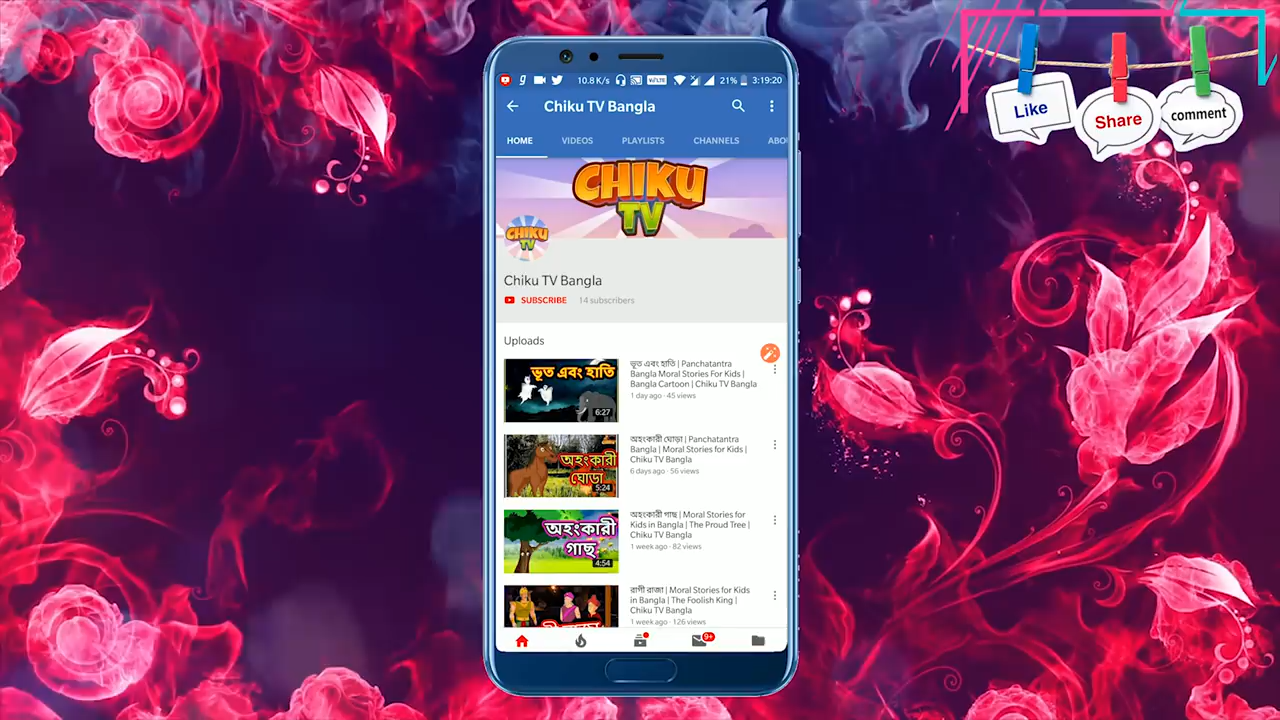 Like
Share
comment
g
10.8 K/s
VoLTE
21%
3:19:20
Chiku TV Bangla
HOME
VIDEOS
PLAYLISTS
CHANNELS
ABOU
CHIKU
TV
CHIKU
TV
Chiku TV Bangla
SUBSCRIBE
14 subscribers
Uploads
ভূত এবং হাতি
6:27
ভূত এবং হাতি | Panchatantra
Bangla Moral Stories For Kids |
Bangla Cartoon | Chiku TV Bangla
1 day ago · 45 views
অহংকারী
ঘোড়া
5:24
অহংকারী ঘোড়া | Panchatantra
Bangla | Moral Stories for Kids |
Chiku TV Bangla
6 days ago · 56 views
অহংকারী
গাছ
4:54
অহংকারী গাছ | Moral Stories for
Kids in Bangla | The Proud Tree |
Chiku TV Bangla
1 week ago · 82 views
রাগী রাজা | Moral Stories for Kids
in Bangla | The Foolish King |
Chiku TV Bangla
1 week ago · 126 views
9+